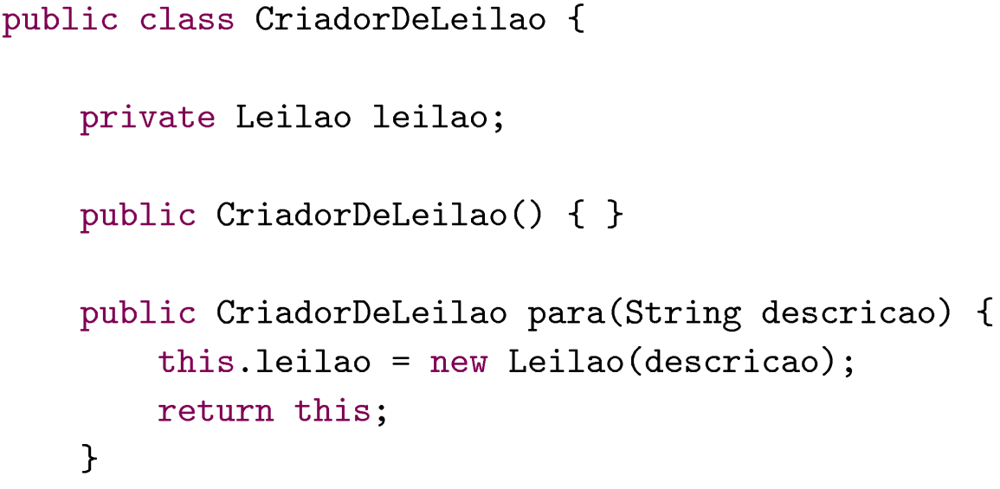 public class CriadorDeLeilao {
private Leilao leilao;
public CriadorDeLeilao() { }
public CriadorDeLeilao para(String descricao) {
this.leilao = new Leilao(descricao);
return this;
}